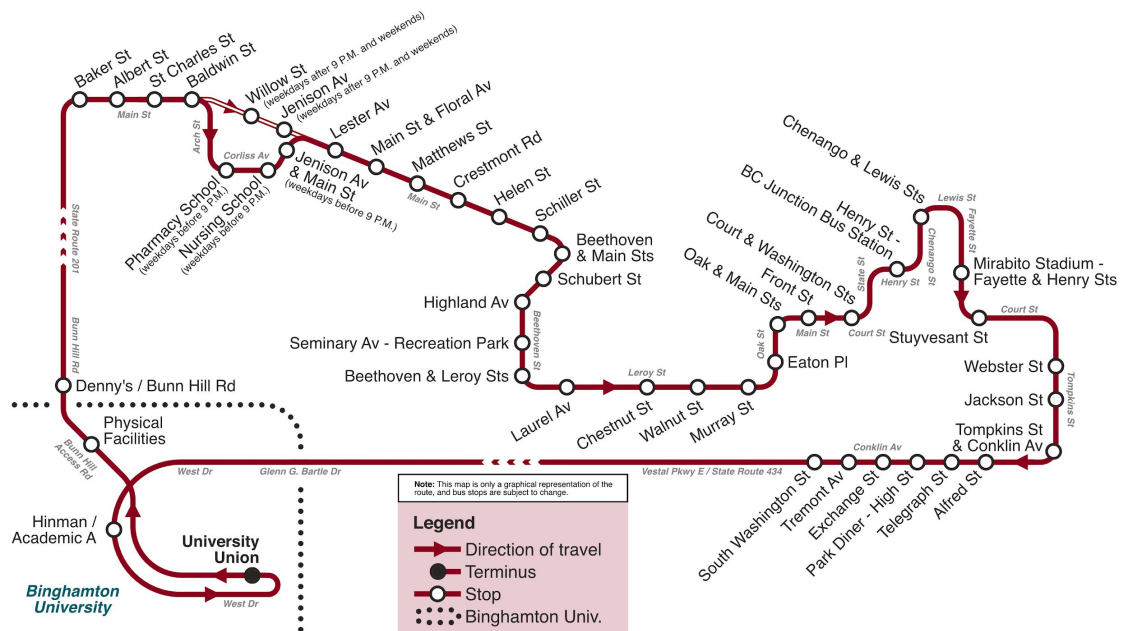 Baker St
Albert St
St Charles St
Baldwin St
Main St
Willow St
(weekdays after 9 P.M. and weekends)
Jenison Av
(weekdays after 9 P.M. and weekends)
Lester Av
Main St & Floral Av
Matthews St
Crestmont Rd
Main St
Helen St
Schiller St
Arch St
Corliss Av
Pharmacy School
(weekdays before 9 P.M.)
Nursing School
(weekdays before 9 P.M.)
Jenison Av
& Main St
(weekdays before 9 P.M.)
Beethoven
& Main Sts
Schubert St
Highland Av
Beethoven St
Seminary Av - Recreation Park
Beethoven & Leroy Sts
Laurel Av
Leroy St
Chestnut St
Walnut St
Murray St
Eaton Pl
Oak St
Oak & Main Sts
Front St
Main St
Court & Washington Sts
Court St
State St
Henry St -
BC Junction Bus Station
Henry St
Chenango & Lewis Sts
Chenango St
Lewis St
Fayette St
Mirabito Stadium -
Fayette & Henry Sts
Stuyvesant St
Court St
Webster St
Jackson St
Tompkins St
Tompkins St
& Conklin Av
Alfred St
Telegraph St
Park Diner - High St
Exchange St
Tremont Av
South Washington St
Conklin Av
Vestal Pkwy E / State Route 434
Glenn G. Bartle Dr
West Dr
State Route 201
Bunn Hill Rd
Denny's / Bunn Hill Rd
Physical
Facilities
Bunn Hill
Access Rd
Hinman /
Academic A
University
Union
West Dr
Binghamton
University
Note: This map is only a graphical representation of the
route, and bus stops are subject to change.
Legend
Direction of travel
Terminus
Stop
Binghamton Univ.